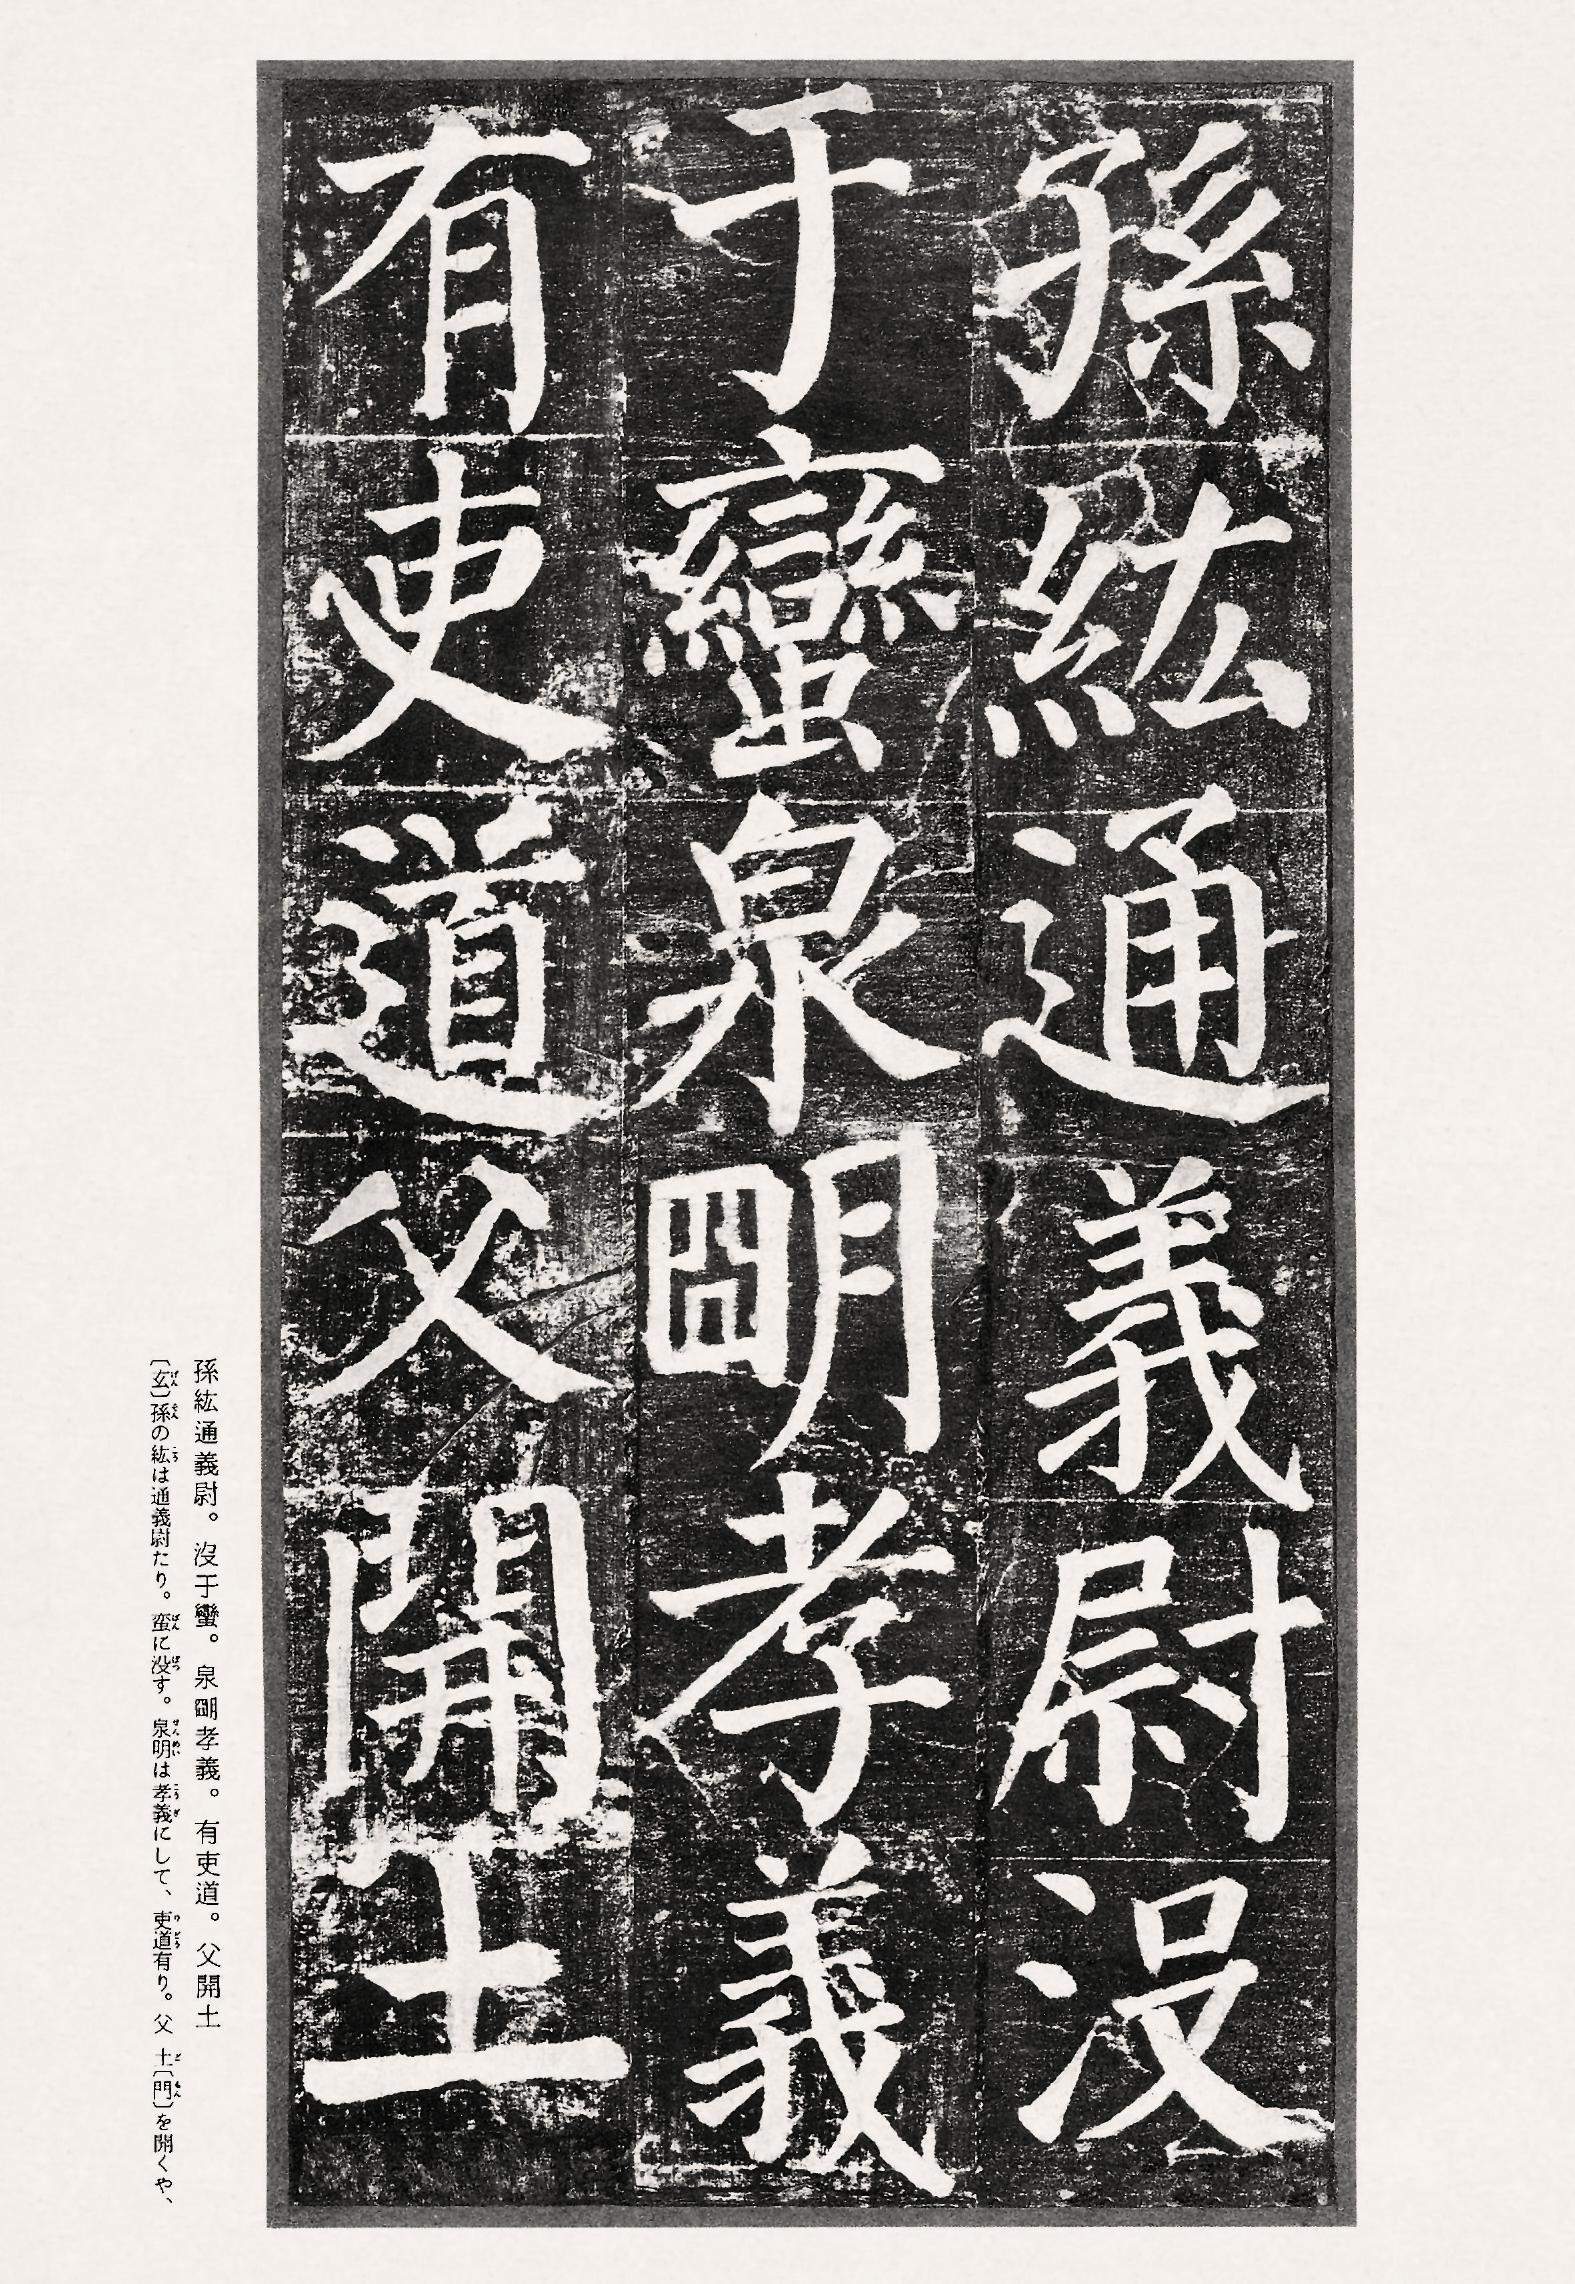 孫紘通義尉没
于蠻泉朙孝義
有吏道父開土
孫紘通義尉。沒于蠻。泉朙孝義。有吏道。父開土
〔玄〕孫の紘は通義尉たり。蛮に没す。泉明は孝義にして、吏道有り。父 土〔門〕を開くや、